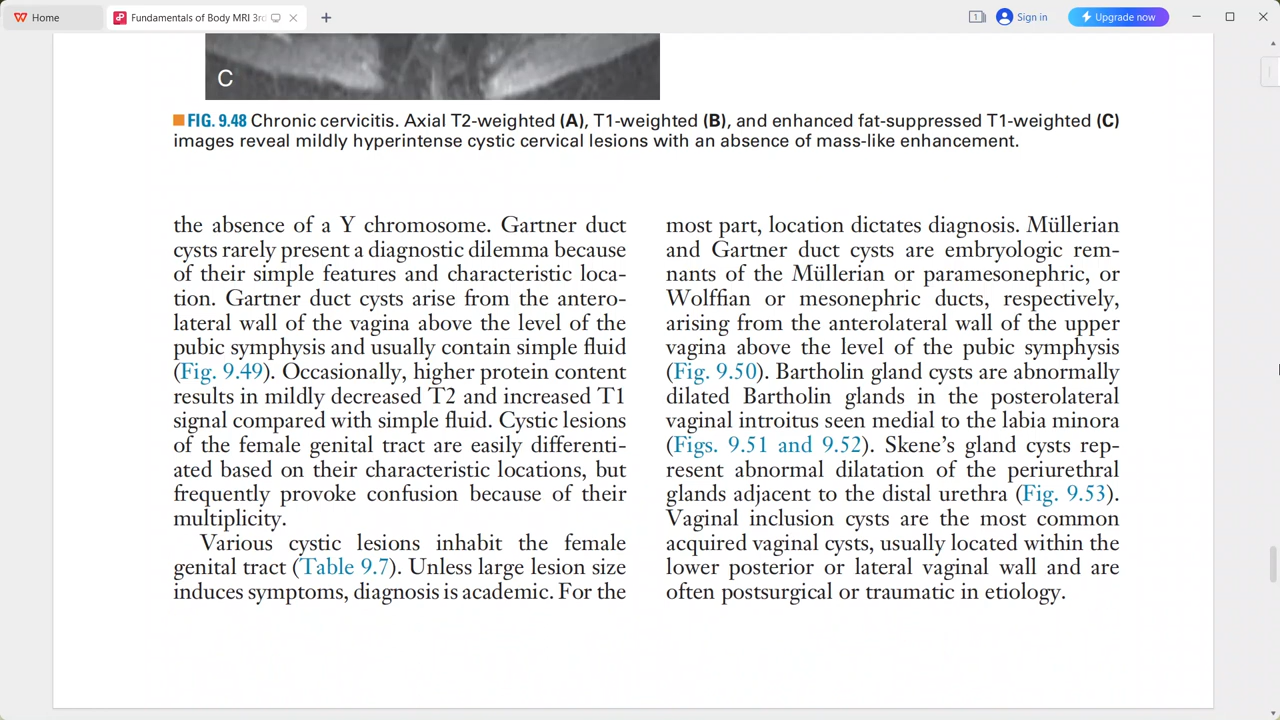 Home
Fundamentals of Body MRI 3rd
1
Sign in
Upgrade now
C
FIG. 9.48 Chronic cervicitis. Axial T2-weighted (A), T1-weighted (B), and enhanced fat-suppressed T1-weighted (C)
images reveal mildly hyperintense cystic cervical lesions with an absence of mass-like enhancement.
the absence of a Y chromosome. Gartner duct
cysts rarely present a diagnostic dilemma because
of their simple features and characteristic loca-
tion. Gartner duct cysts arise from the antero-
lateral wall of the vagina above the level of the
pubic symphysis and usually contain simple fluid
(Fig. 9.49). Occasionally, higher protein content
results in mildly decreased T2 and increased T1
signal compared with simple fluid. Cystic lesions
of the female genital tract are easily differenti-
ated based on their characteristic locations, but
frequently provoke confusion because of their
multiplicity.
Various cystic lesions inhabit the female
genital tract (Table 9.7). Unless large lesion size
induces symptoms, diagnosis is academic. For the
most part, location dictates diagnosis. Müllerian
and Gartner duct cysts are embryologic rem-
nants of the Müllerian or paramesonephric, or
Wolffian or mesonephric ducts, respectively,
arising from the anterolateral wall of the upper
vagina above the level of the pubic symphysis
(Fig. 9.50). Bartholin gland cysts are abnormally
dilated Bartholin glands in the posterolateral
vaginal introitus seen medial to the labia minora
(Figs. 9.51 and 9.52). Skene's gland cysts rep-
resent abnormal dilatation of the periurethral
glands adjacent to the distal urethra (Fig. 9.53).
Vaginal inclusion cysts are the most common
acquired vaginal cysts, usually located within the
lower posterior or lateral vaginal wall and are
often postsurgical or traumatic in etiology.